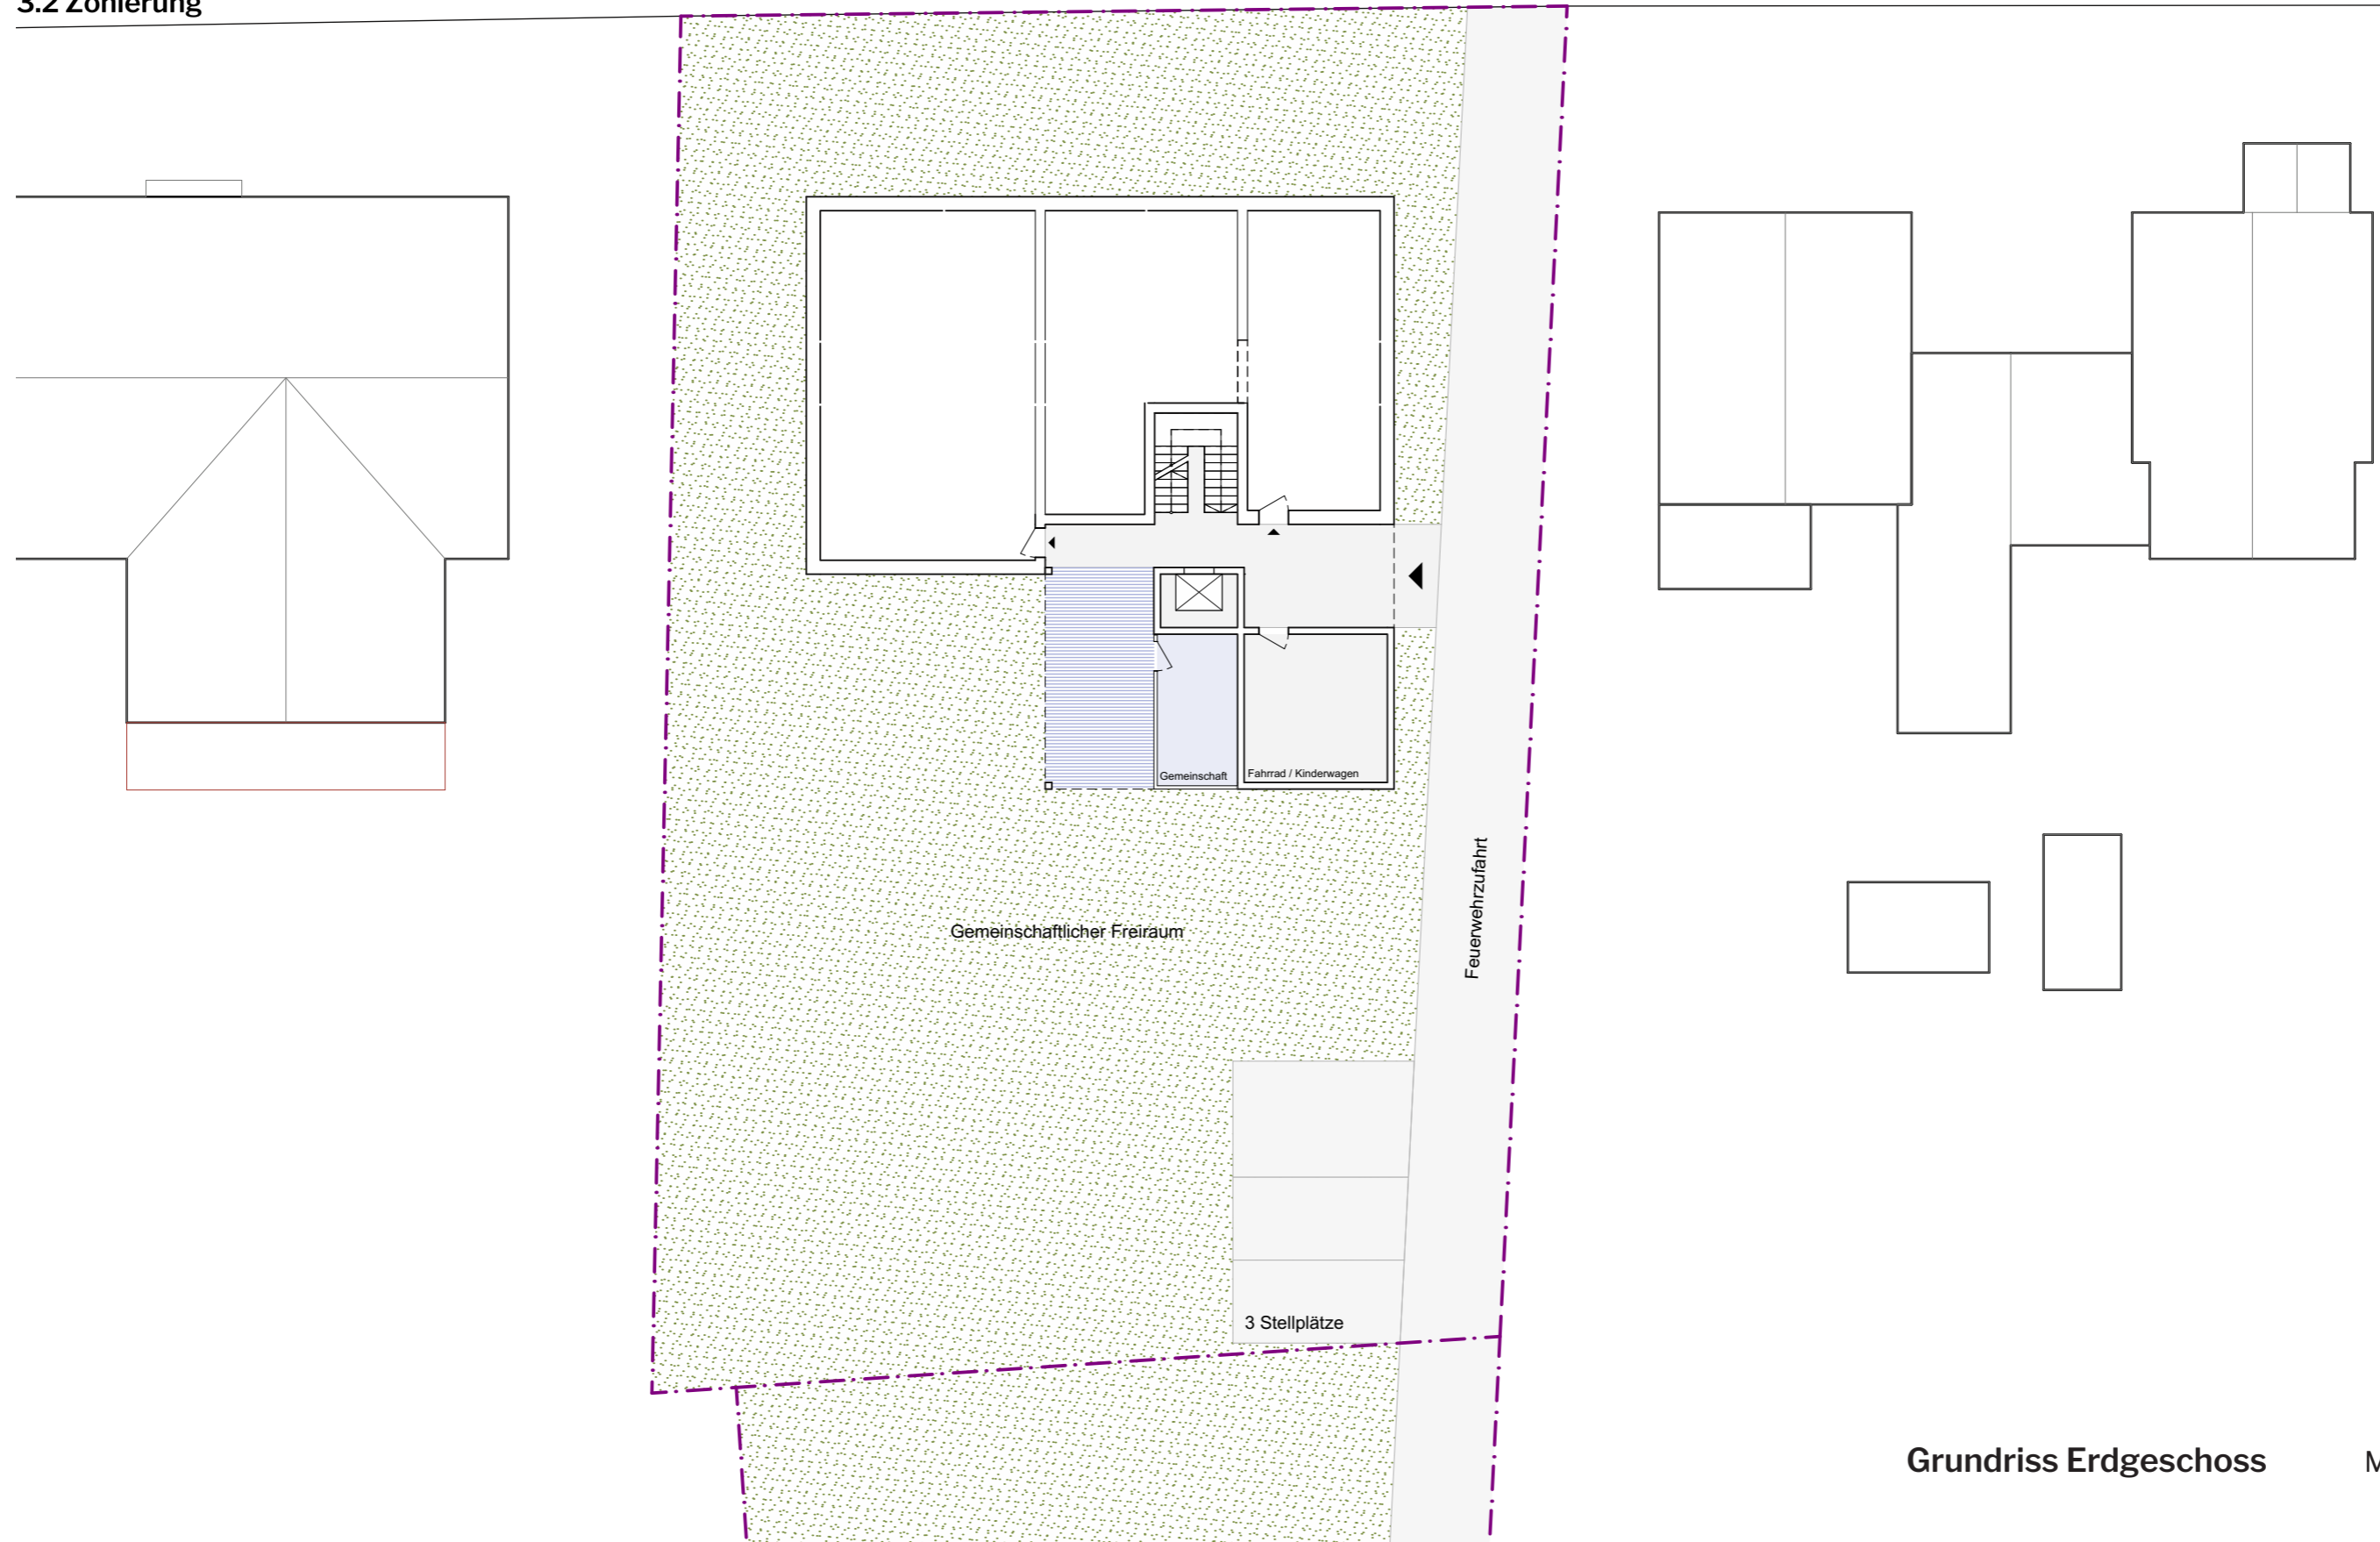 3.2 Zonierung
Gemeinschaft
Fahrrad / Kinderwagen
Gemeinschaftlicher Freiraum
Feuerwehrzufahrt
3 Stellplätze
Grundriss Erdgeschoss